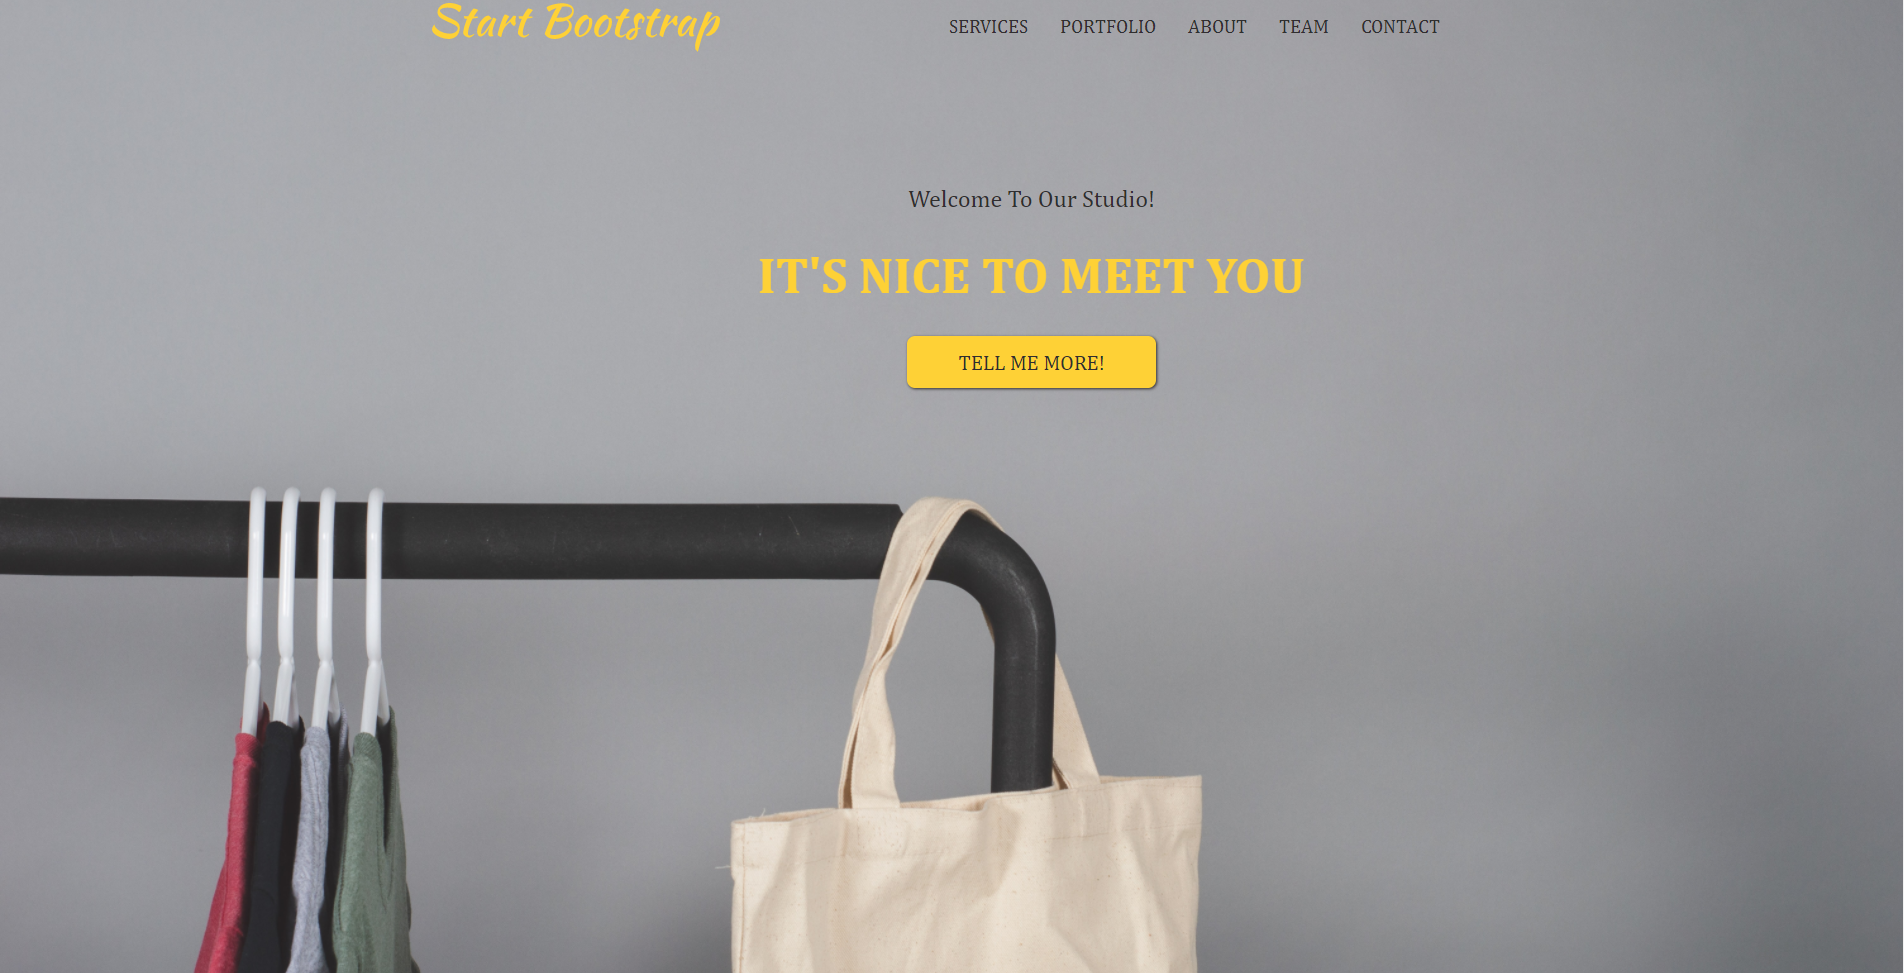 Start Bootstrap
SERVICES PORTFOLIO ABOUT TEAM CONTACT
Welcome To Our Studio!
IT'S NICE TO MEET YOU
TELL ME MORE!